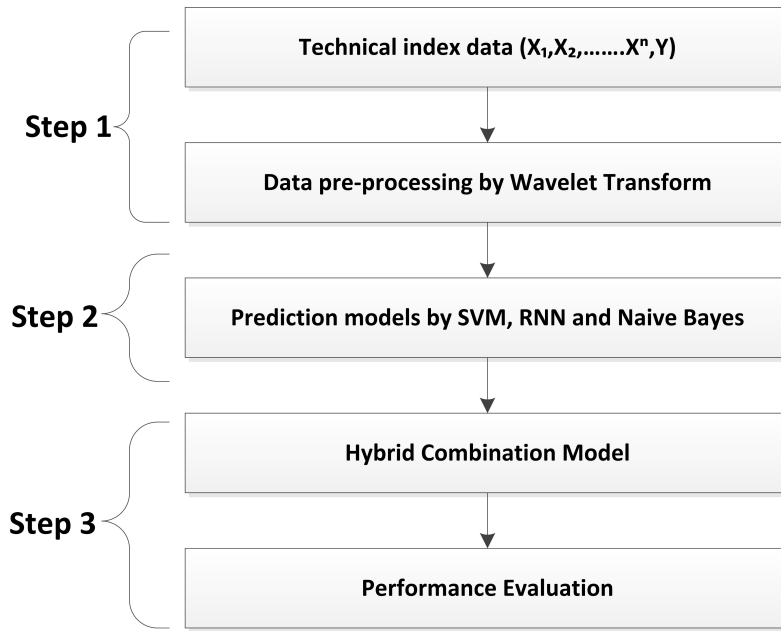 Technical index data (X₁,X₂,.......Xⁿ,Y)
Step 1
Data pre-processing by Wavelet Transform
Step 2
Prediction models by SVM, RNN and Naive Bayes
Hybrid Combination Model
Step 3
Performance Evaluation